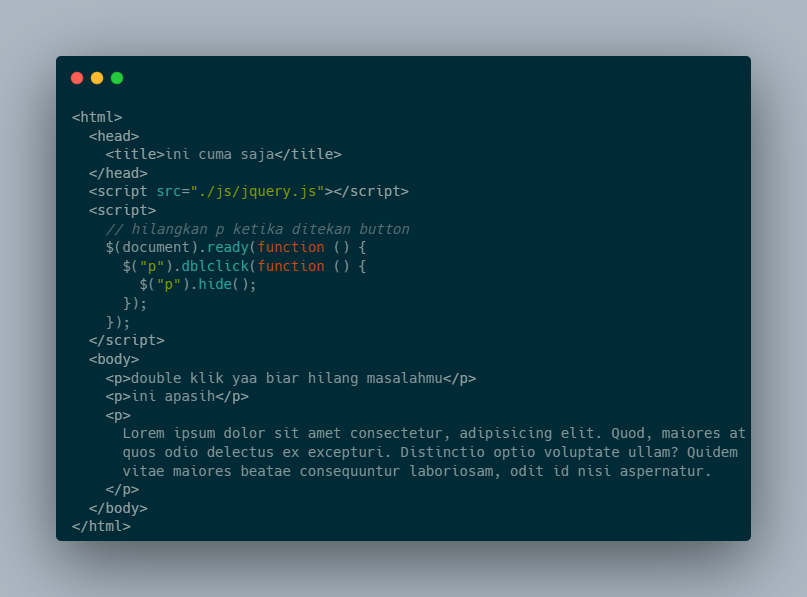 <html>
  <head>
    <title>ini cuma saja</title>
  </head>
  <script src="./js/jquery.js"></script>
  <script>
    // hilangkan p ketika ditekan button
    $(document).ready(function () {
      $("p").dblclick(function () {
        $("p").hide();
      });
    });
  </script>
  <body>
    <p>double klik yaa biar hilang masalahmu</p>
    <p>ini apasih</p>
    <p>
      Lorem ipsum dolor sit amet consectetur, adipisicing elit. Quod, maiores at
      quos odio delectus ex excepturi. Distinctio optio voluptate ullam? Quidem
      vitae maiores beatae consequuntur laboriosam, odit id nisi aspernatur.
    </p>
  </body>
</html>